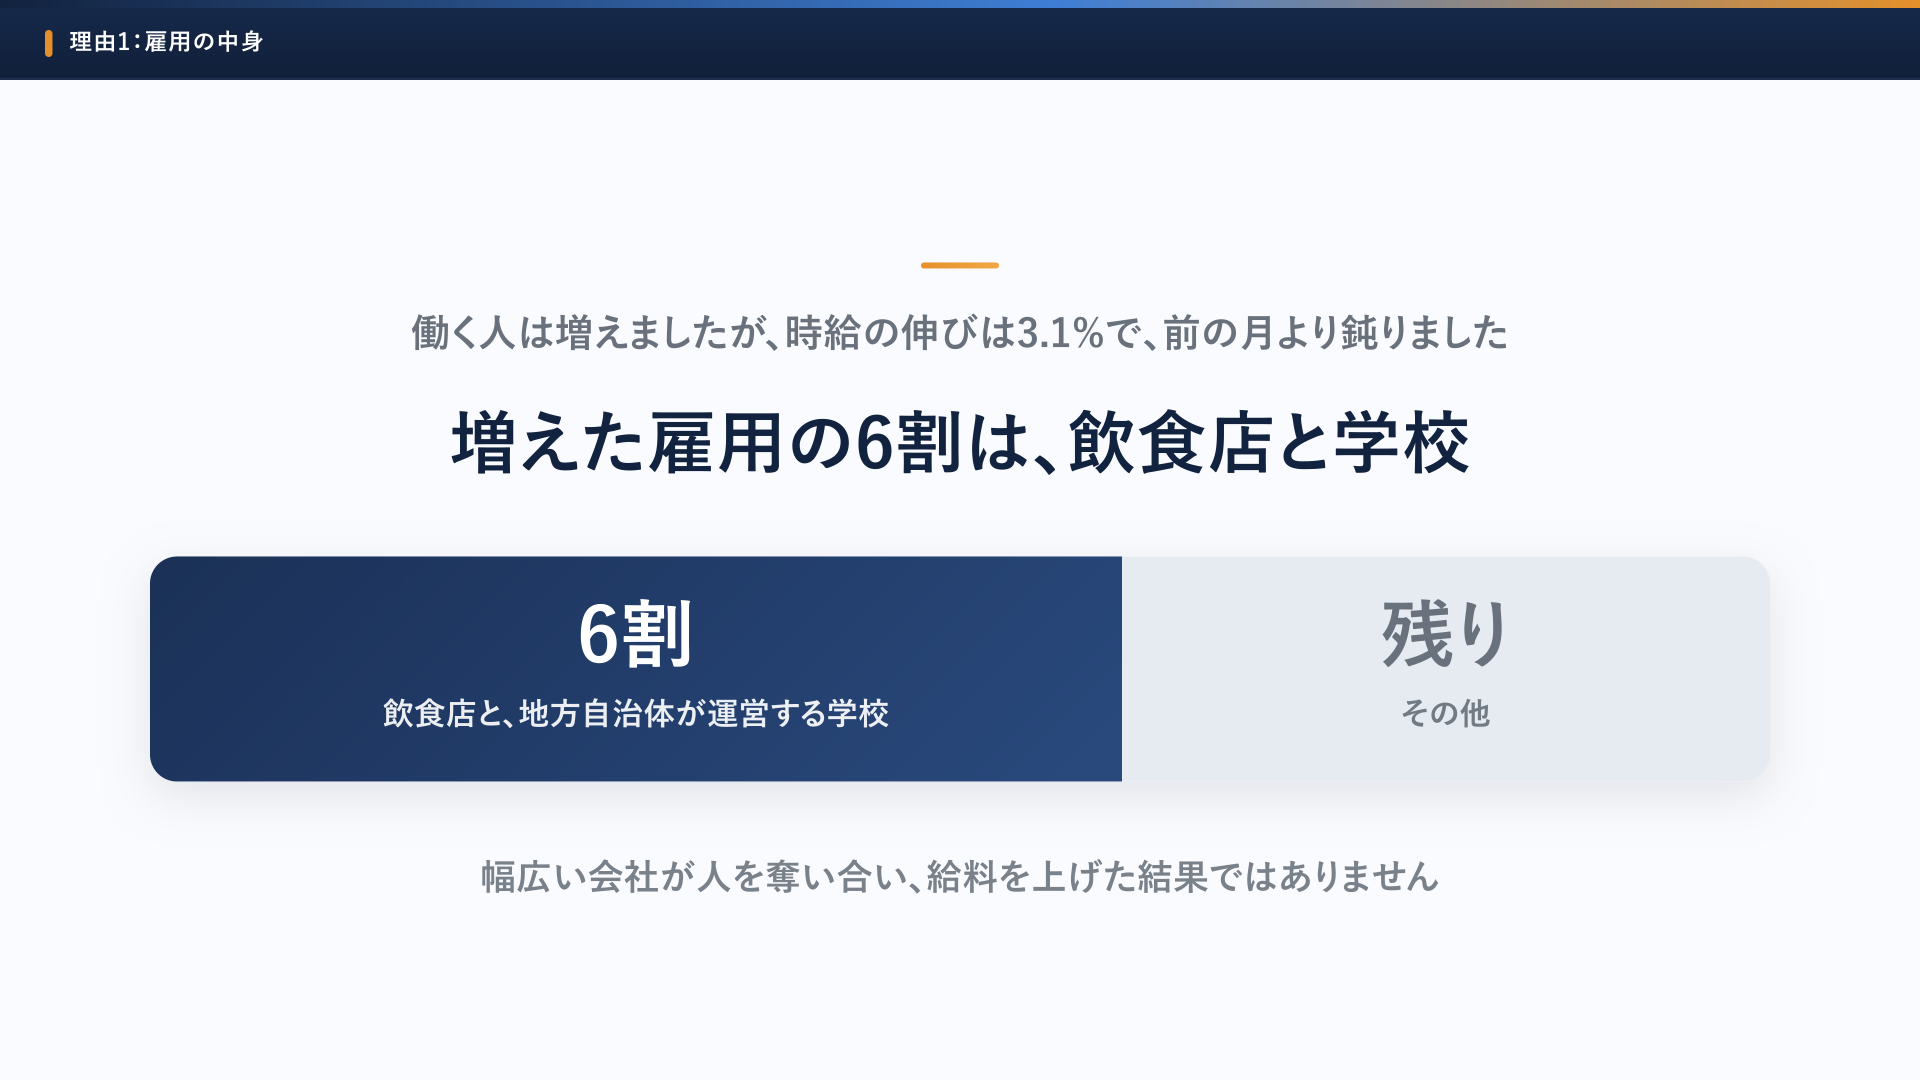 理由1：雇用の中身
働く人は増えましたが、時給の伸びは3.1%で、前の月より鈍りました
増えた雇用の6割は、飲食店と学校
6割
飲食店と、地方自治体が運営する学校
残り
その他
幅広い会社が人を奪い合い、給料を上げた結果ではありません